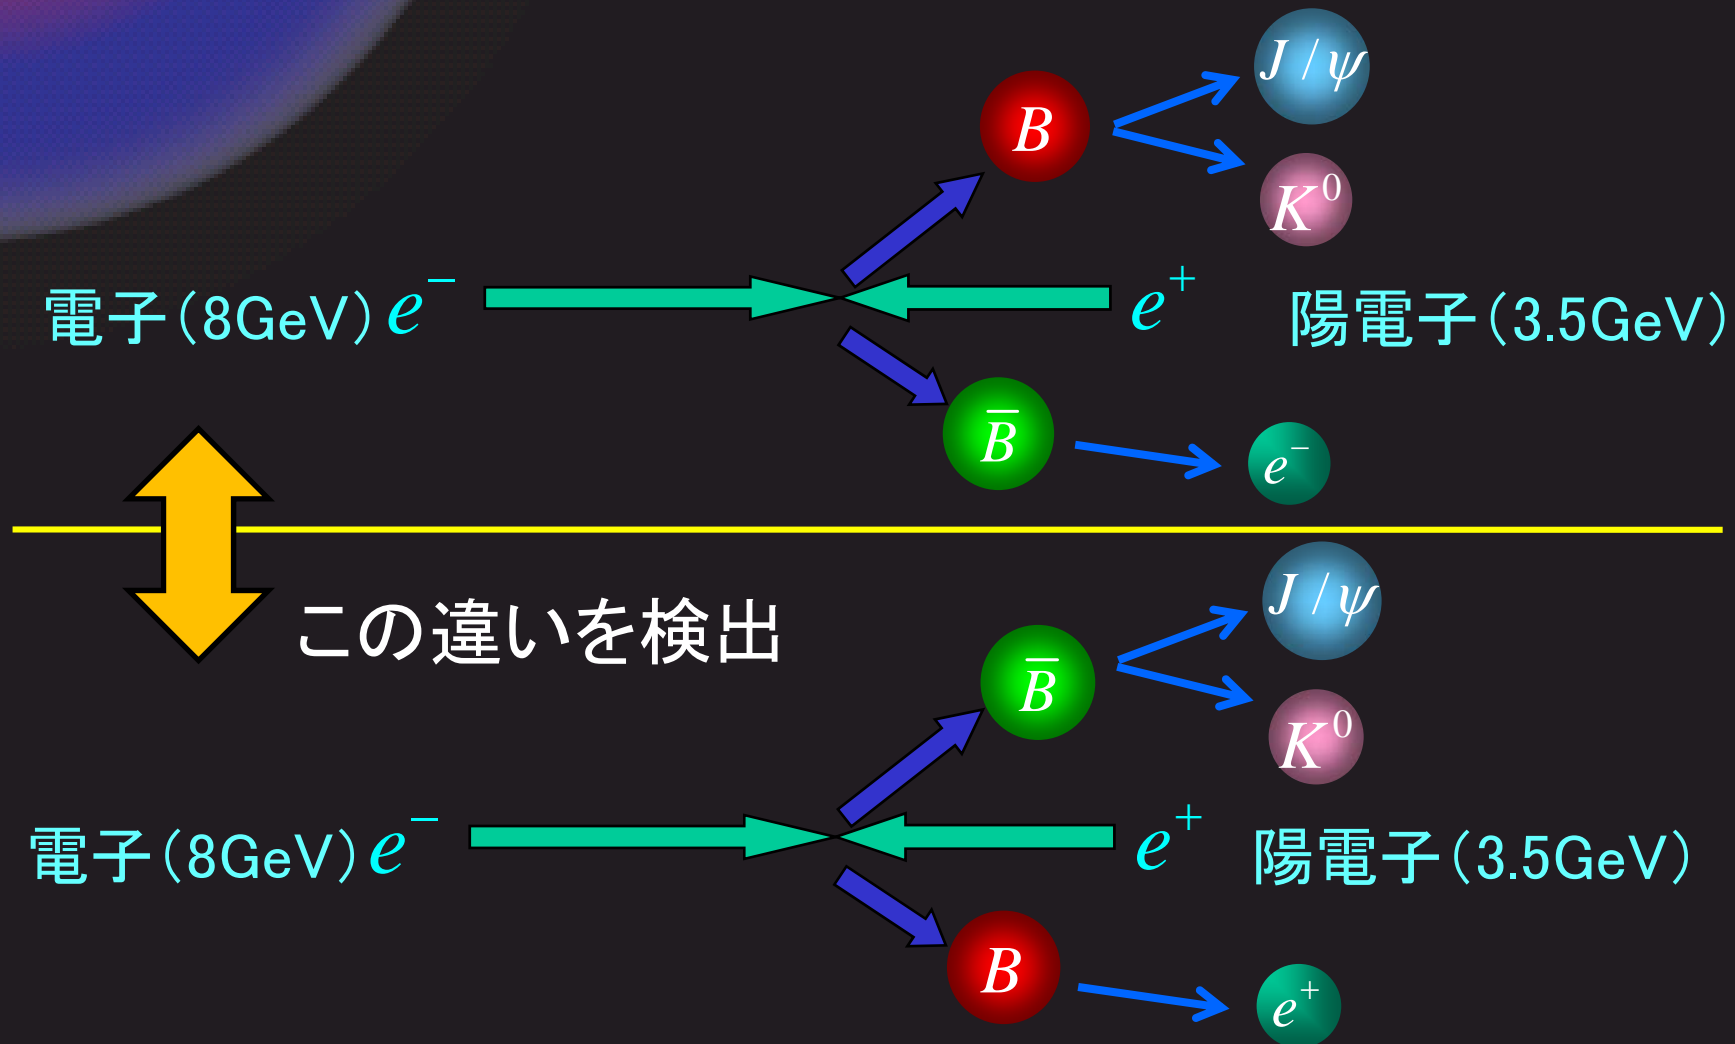 J/ψ
B
K⁰
電子(8GeV) e⁻ e⁺ 陽電子(3.5GeV)
B̅
e⁻
この違いを検出
J/ψ
B̅
K⁰
電子(8GeV) e⁻ e⁺ 陽電子(3.5GeV)
B
e⁺